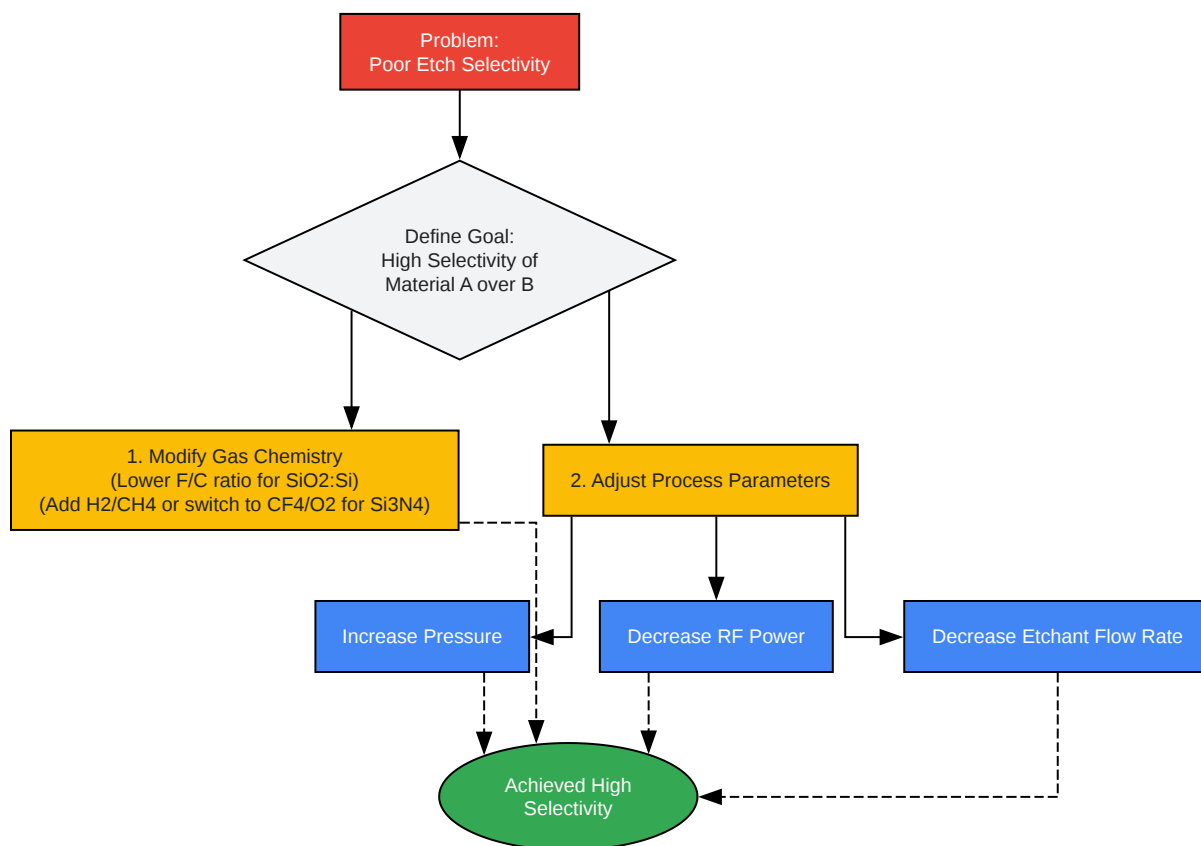 Problem:
Poor Etch Selectivity
Define Goal:
High Selectivity of
Material A over B
1. Modify Gas Chemistry
(Lower F/C ratio for SiO2:Si)
(Add H2/CH4 or switch to CF4/O2 for Si3N4)
2. Adjust Process Parameters
Increase Pressure
Decrease RF Power
Decrease Etchant Flow Rate
Achieved High
Selectivity